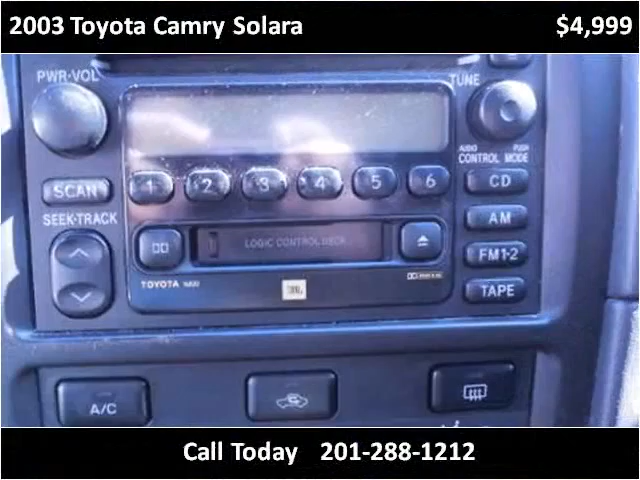 2003 Toyota Camry Solara $4,999
PWR·VOL TUNE
AUDIO PUSH
CONTROL MODE
1 2 3 4 5 6
SCAN CD
SEEK·TRACK AM
LOGIC CONTROL DECK
FM1·2
TAPE
TOYOTA JBL
A/C
Call Today 201-288-1212